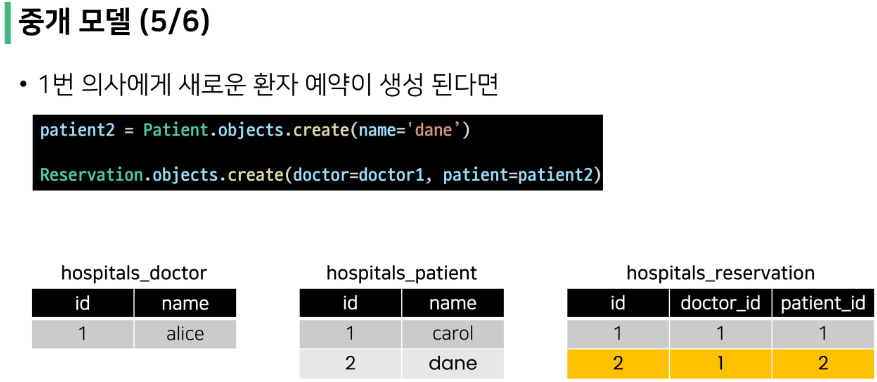 중개 모델 (5/6)
• 1번 의사에게 새로운 환자 예약이 생성 된다면
patient2 = Patient.objects.create(name='dane’)
Reservation.objects.create(doctor=doctor1, patient=patient2)
hospitals_doctor
id name
1 alice
hospitals_patient
id name
1 carol
2 dane
hospitals_reservation
id doctor_id patient_id
1 1 1
2 1 2